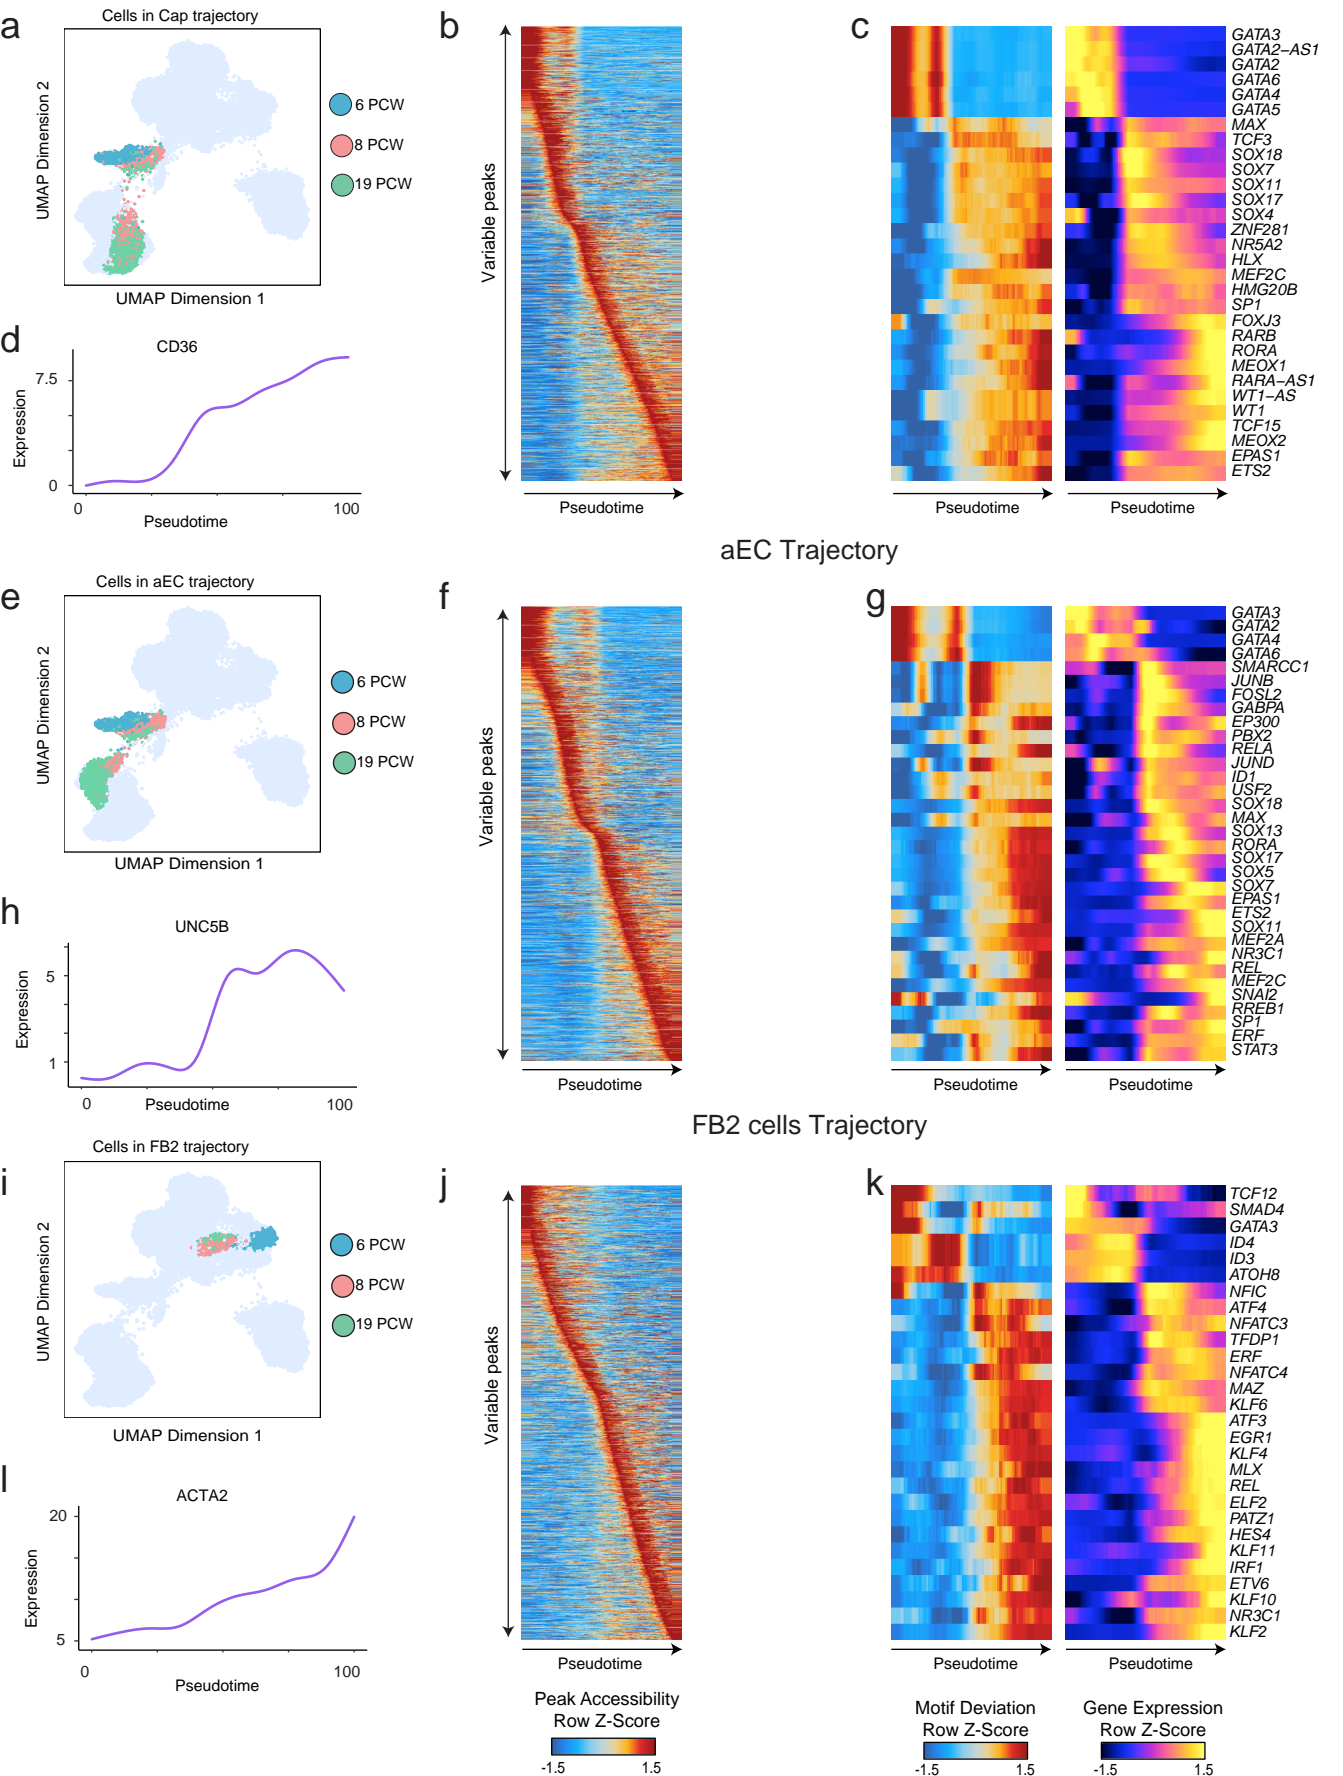 a
Cells in Cap trajectory
UMAP Dimension 2
6 PCW
8 PCW
19 PCW
UMAP Dimension 1
b
Variable peaks
Pseudotime
c
GATA3
GATA2-AS1
GATA2
GATA6
GATA4
GATA5
MAX
TCF3
SOX18
SOX7
SOX11
SOX17
SOX4
ZNF281
NR5A2
HLX
MEF2C
HMG20B
SP1
FOXJ3
RARB
RORA
MEOX1
RARA-AS1
WT1-AS
WT1
TCF15
MEOX2
EPAS1
ETS2
Pseudotime
Pseudotime
d
CD36
Expression
7.5
0
0
100
Pseudotime
aEC Trajectory
e
Cells in aEC trajectory
UMAP Dimension 2
6 PCW
8 PCW
19 PCW
UMAP Dimension 1
f
Variable peaks
Pseudotime
g
GATA3
GATA2
GATA4
GATA6
SMARCC1
JUNB
FOSL2
GABPA
EP300
PBX2
RELA
JUND
ID1
USF2
SOX18
MAX
SOX13
RORA
SOX17
SOX5
SOX7
EPAS1
ETS2
SOX11
MEF2A
NR3C1
REL
MEF2C
SNAI2
RREB1
SP1
ERF
STAT3
Pseudotime
Pseudotime
h
UNC5B
Expression
5
1
0
100
Pseudotime
FB2 cells Trajectory
i
Cells in FB2 trajectory
UMAP Dimension 2
6 PCW
8 PCW
19 PCW
UMAP Dimension 1
j
Variable peaks
Pseudotime
k
TCF12
SMAD4
GATA3
ID4
ID3
ATOH8
NFIC
ATF4
NFATC3
TFDP1
ERF
NFATC4
MAZ
KLF6
ATF3
EGR1
KLF4
MLX
REL
ELF2
PATZ1
HES4
KLF11
IRF1
ETV6
KLF10
NR3C1
KLF2
Pseudotime
Pseudotime
l
ACTA2
Expression
20
5
0
100
Pseudotime
Peak Accessibility
Row Z-Score
-1.5
1.5
Motif Deviation
Row Z-Score
-1.5
1.5
Gene Expression
Row Z-Score
-1.5
1.5